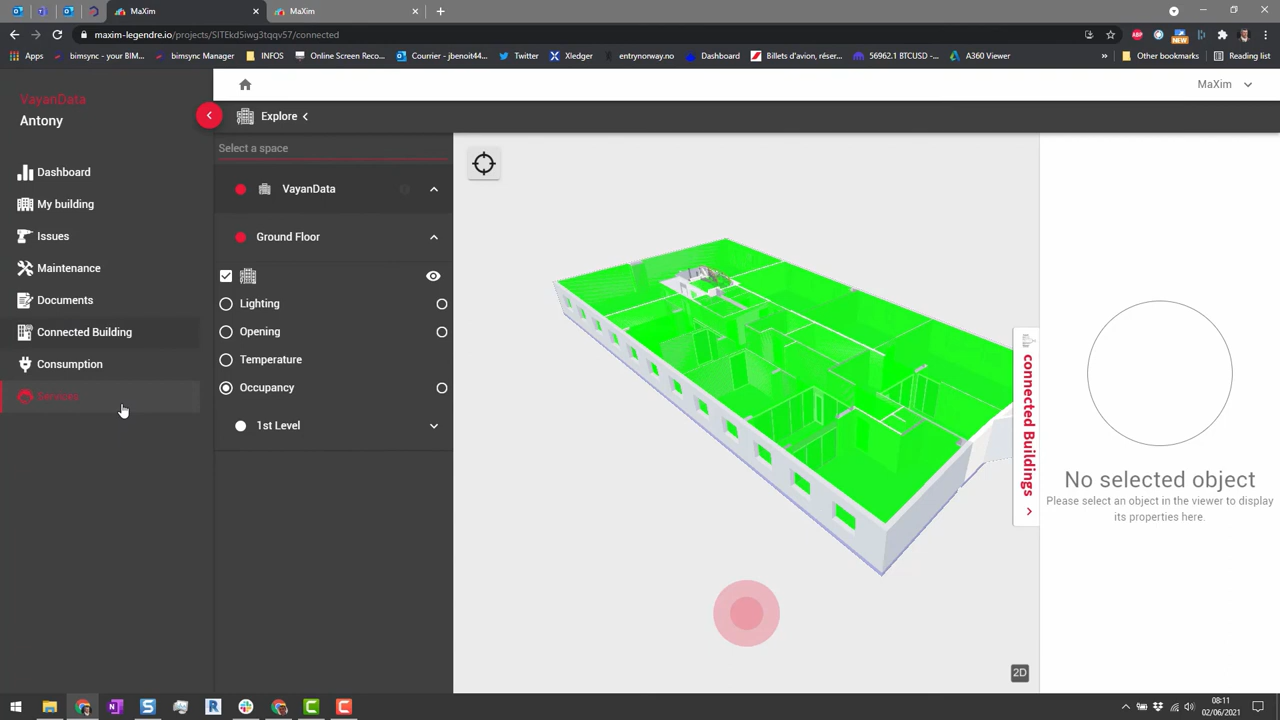 MaXim
MaXim
maxim-legendre.io/projects/SITEkd5iwg3tqqv57/connected
NEW
Apps
bimsync — your BIM...
bimsync Manager
INFOS
Online Screen Reco...
Courrier - jbenoit44...
Twitter
Xledger
entrynorway.no
Dashboard
Billets d'avion, réser...
56962.1 BTCUSD -...
A360 Viewer
»
Other bookmarks
Reading list
VayanData
Antony
Dashboard
My building
Issues
Maintenance
Documents
Connected Building
Consumption
Services
MaXim
Explore
Select a space
VayanData
Ground Floor
Lighting
Opening
Temperature
Occupancy
1st Level
connected Buildings
2D
No selected object
Please select an object in the viewer to display
its properties here.
08:11
02/06/2021